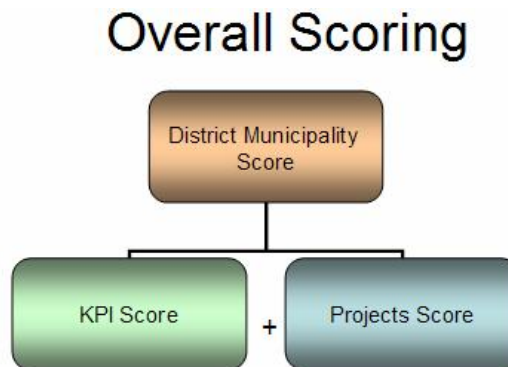 Overall Scoring
District Municipality
Score
KPI Score
+
Projects Score